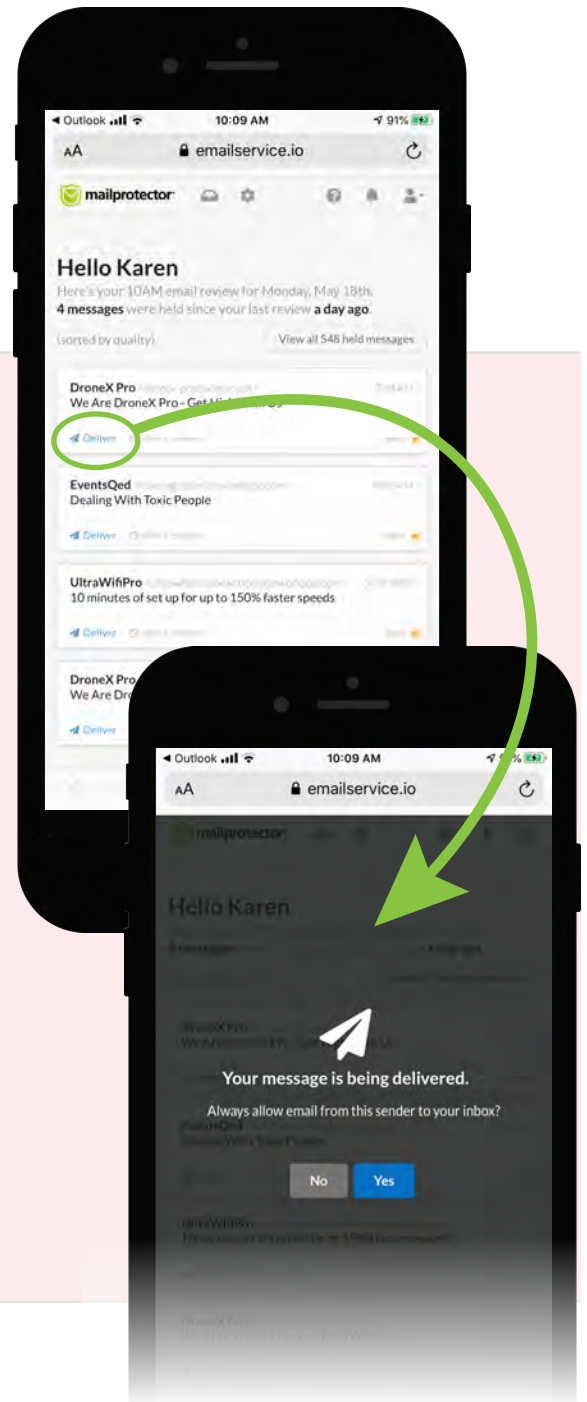 Outlook
10:09 AM
91%
AA
emailservice.io
mailprotector
Hello Karen
Here's your 10AM email review for Monday, May 18th.
4 messages were held since your last review a day ago.
(sorted by quality)
View all 548 held messages
DroneX Pro
We Are DroneX Pro - Get
Deliver
EventsQed
Dealing With Toxic People
Deliver
UltraWifiPro
10 minutes of set up for up to 150% faster speeds
Deliver
DroneX Pro
We Are
Deliver
Outlook
10:09 AM
AA
emailservice.io
mailprotector
Hello Karen
Your message is being delivered.
Always allow email from this sender to your inbox?
No
Yes